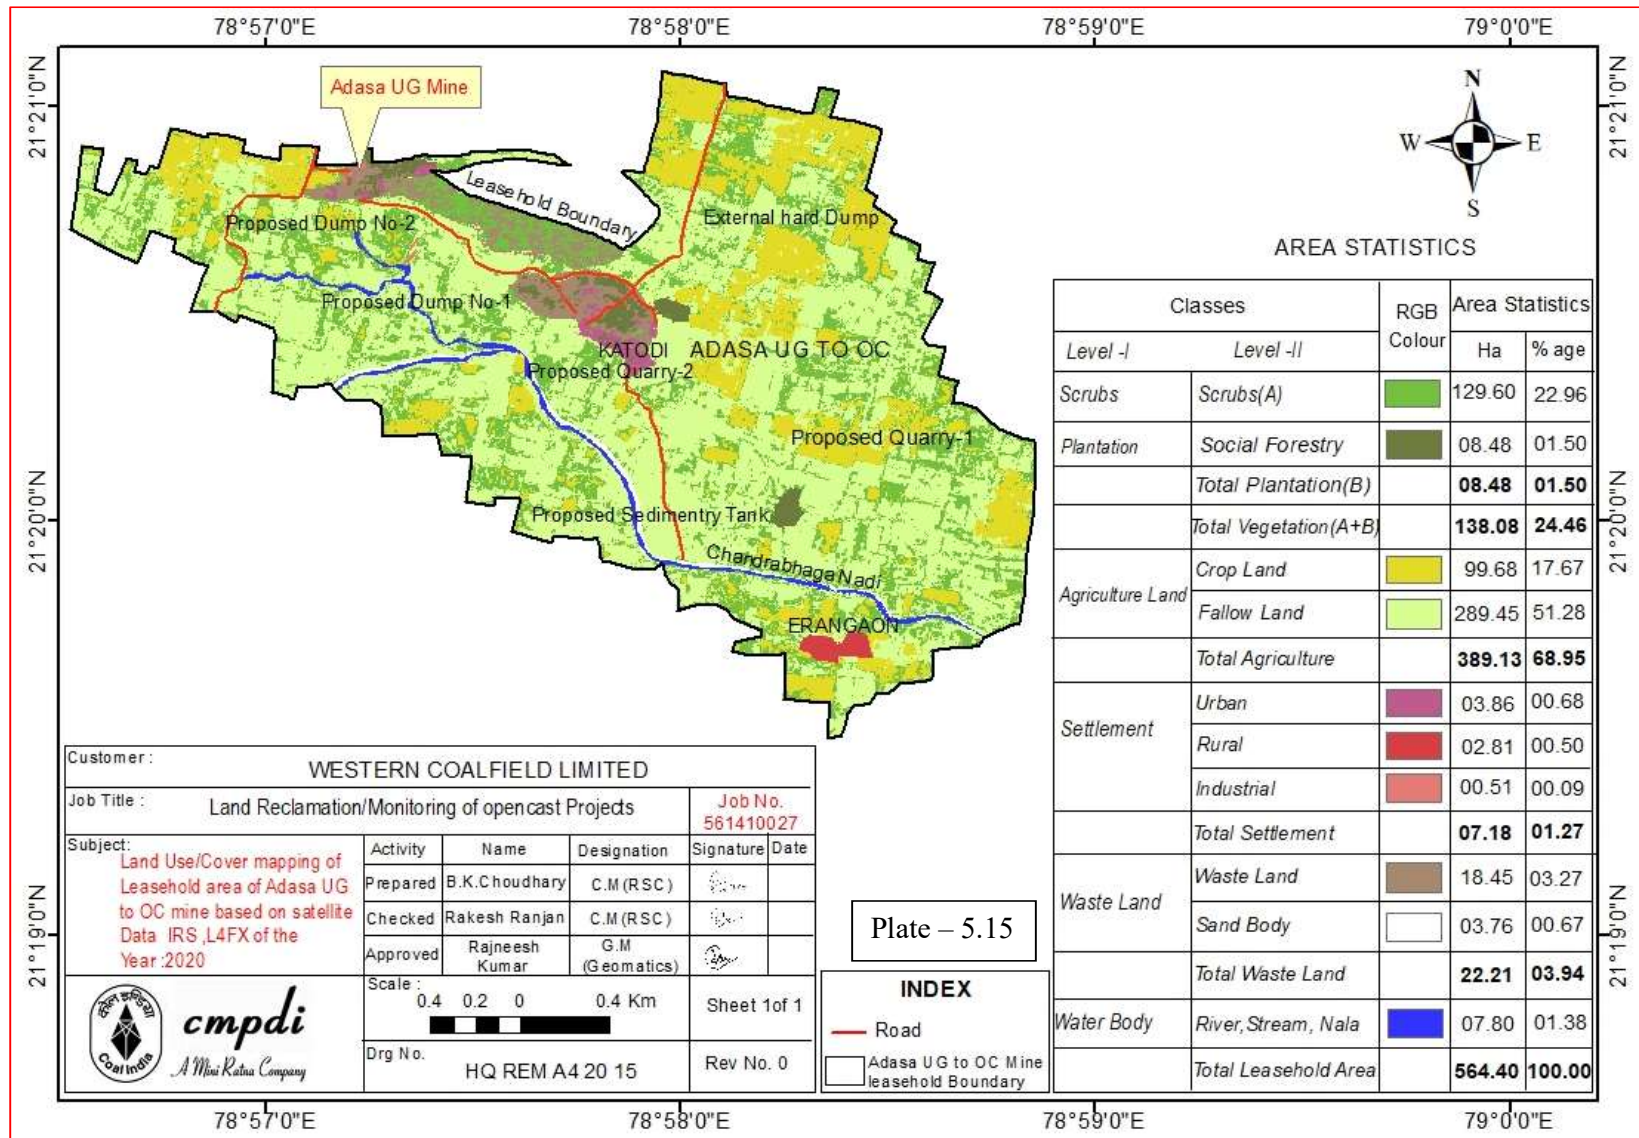 78°57'0"E 78°58'0"E 78°59'0"E 79°0'0"E
21°21'0"N 21°21'0"N
Adasa UG Mine
N
W E
S
Leasehold Boundary
External hard Dump
Proposed Dump No-2
Proposed Dump No-1
KATODI ADASA UG TO OC
Proposed Quarry-2
Proposed Quarry-1
21°20'0"N 21°20'0"N
Proposed Sedimentry Tank
Chandrabhaga Nadi
ERANGAON
AREA STATISTICS
Classes RGB Colour Area Statistics
Level -I Level -II Ha % age
Scrubs Scrubs(A) 129.60 22.96
Plantation Social Forestry 08.48 01.50
Total Plantation(B) 08.48 01.50
Total Vegetation(A+B) 138.08 24.46
Agriculture Land Crop Land 99.68 17.67
Fallow Land 289.45 51.28
Total Agriculture 389.13 68.95
Settlement Urban 03.86 00.68
Rural 02.81 00.50
Industrial 00.51 00.09
Total Settlement 07.18 01.27
Waste Land Waste Land 18.45 03.27
Sand Body 03.76 00.67
Total Waste Land 22.21 03.94
Water Body River,Stream, Nala 07.80 01.38
Total Leasehold Area 564.40 100.00
Customer : WESTERN COALFIELD LIMITED
Job Title : Land Reclamation/Monitoring of opencast Projects
Job No.
561410027
Subject:
Land Use/Cover mapping of
Leasehold area of Adasa UG
to OC mine based on satellite
Data IRS ,L4FX of the
Year :2020
Activity Name Designation Signature Date
Prepared B.K.Choudhary C.M(RSC)
Checked Rakesh Ranjan C.M(RSC)
Approved Rajneesh Kumar G.M (Geomatics)
Scale :
0.4 0.2 0 0.4 Km
Sheet 1of 1
Drg No.
HQ REM A4 20 15
Rev No. 0
कोल इण्डिया
Coal India
cmpdi
A Mini Ratna Company
Plate – 5.15
INDEX
Road
Adasa UG to OC Mine
leasehold Boundary
21°19'0"N 21°19'0"N
78°57'0"E 78°58'0"E 78°59'0"E 79°0'0"E